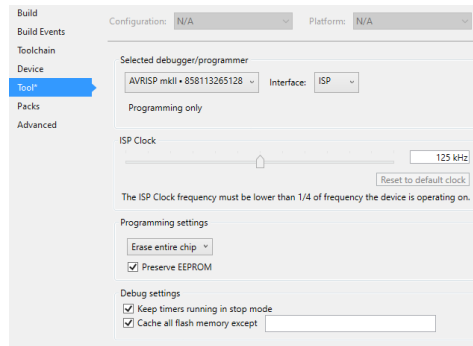 Build
Build Events
Toolchain
Device
Tool*
Packs
Advanced
Configuration: N/A Platform: N/A
Selected debugger/programmer
AVRISP mkII • 858113265128 Interface: ISP
Programming only
ISP Clock
125 kHz
Reset to default clock
The ISP Clock frequency must be lower than 1/4 of frequency the device is operating on.
Programming settings
Erase entire chip
Preserve EEPROM
Debug settings
Keep timers running in stop mode
Cache all flash memory except